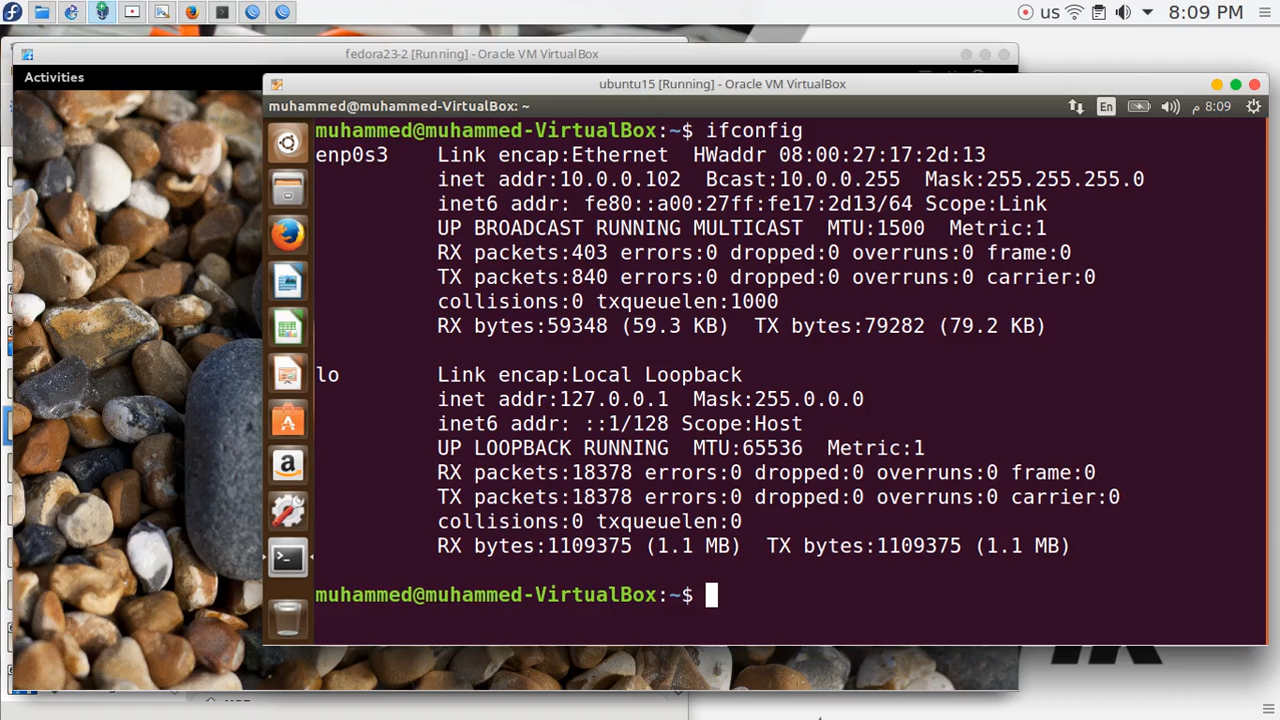 us 8:09 PM
fedora23-2 [Running] - Oracle VM VirtualBox
Activities
ubuntu15 [Running] - Oracle VM VirtualBox
muhammed@muhammed-VirtualBox: ~ En 8:09 م
muhammed@muhammed-VirtualBox:~$ ifconfig
enp0s3 Link encap:Ethernet HWaddr 08:00:27:17:2d:13
inet addr:10.0.0.102 Bcast:10.0.0.255 Mask:255.255.255.0
inet6 addr: fe80::a00:27ff:fe17:2d13/64 Scope:Link
UP BROADCAST RUNNING MULTICAST MTU:1500 Metric:1
RX packets:403 errors:0 dropped:0 overruns:0 frame:0
TX packets:840 errors:0 dropped:0 overruns:0 carrier:0
collisions:0 txqueuelen:1000
RX bytes:59348 (59.3 KB) TX bytes:79282 (79.2 KB)
lo Link encap:Local Loopback
inet addr:127.0.0.1 Mask:255.0.0.0
inet6 addr: ::1/128 Scope:Host
UP LOOPBACK RUNNING MTU:65536 Metric:1
RX packets:18378 errors:0 dropped:0 overruns:0 frame:0
TX packets:18378 errors:0 dropped:0 overruns:0 carrier:0
collisions:0 txqueuelen:0
RX bytes:1109375 (1.1 MB) TX bytes:1109375 (1.1 MB)
muhammed@muhammed-VirtualBox:~$